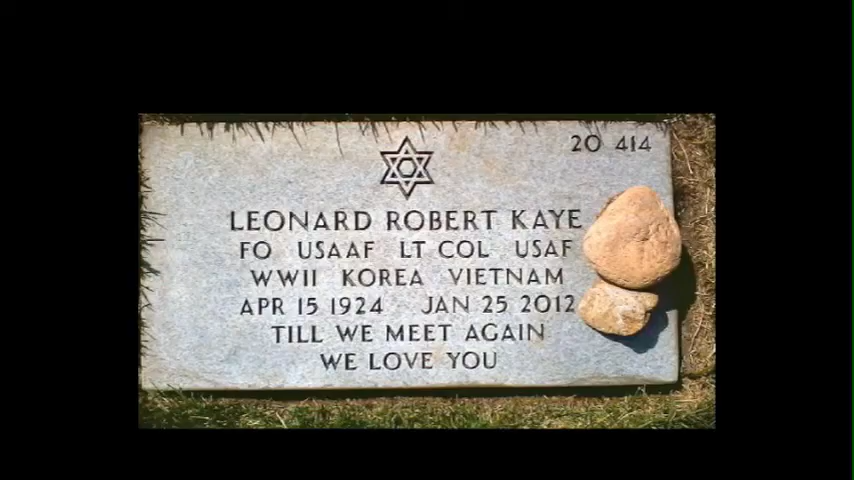 20 414
LEONARD ROBERT KAYE
FO USAAF LT COL USAF
WWII KOREA VIETNAM
APR 15 1924 JAN 25 2012
TILL WE MEET AGAIN
WE LOVE YOU